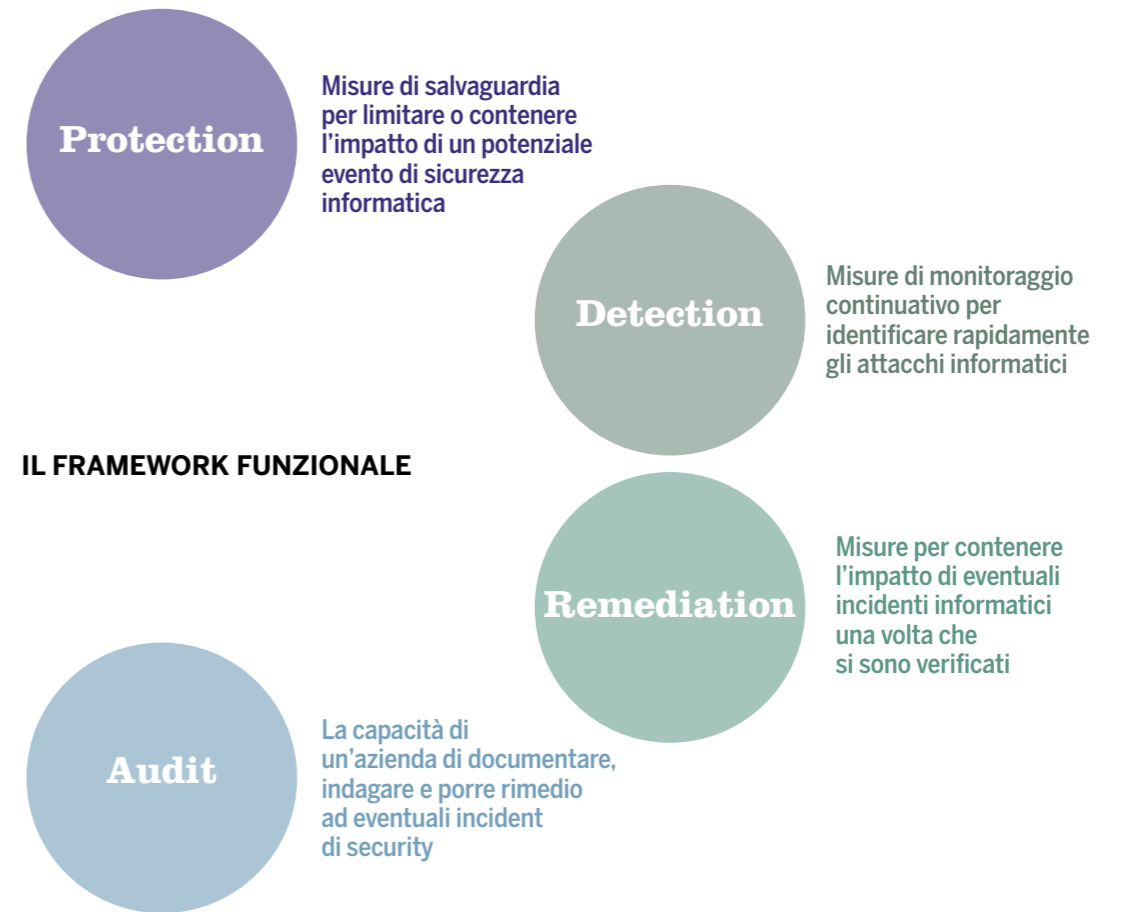 Protection
Misure di salvaguardia
per limitare o contenere
l'impatto di un potenziale
evento di sicurezza
informatica
Detection
Misure di monitoraggio
continuativo per
identificare rapidamente
gli attacchi informatici
IL FRAMEWORK FUNZIONALE
Remediation
Misure per contenere
l'impatto di eventuali
incidenti informatici
una volta che
si sono verificati
Audit
La capacità di
un'azienda di documentare,
indagare e porre rimedio
ad eventuali incident
di security